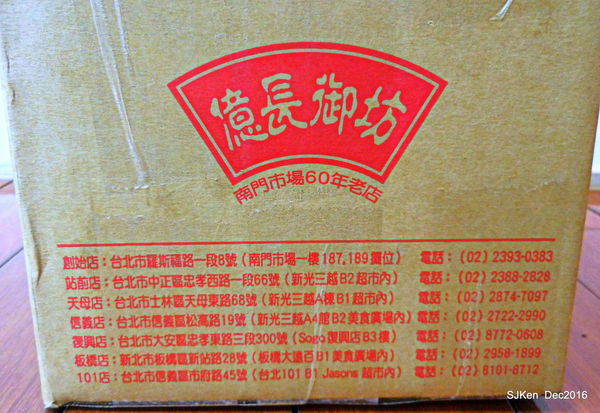 億長御坊
南門市場60年老店
創始店：台北市羅斯福路一段8號（南門市場一樓187.189攤位） 電話：（02）2393-0383
站前店：台北市中正區忠孝西路一段66號（新光三越B2超市內） 電話：（02）2388-2828
天母店：台北市士林區天母東路68號（新光三越A棟B1超市內） 電話：（02）2874-7097
信義店：台北市信義區松高路19號（新光三越A4館B2美食廣場內） 電話：（02）2722-2990
復興店：台北市大安區忠孝東路三段300號（Sogo復興店B3樓） 電話：（02）8772-0608
板橋店：新北市板橋區新站路28號（板橋大遠百B1美食廣場內） 電話：（02）2958-1899
101店：台北市信義區市府路45號（台北101 B1 Jasons 超市內） 電話：（02）8101-8712
SJKen Dec2016